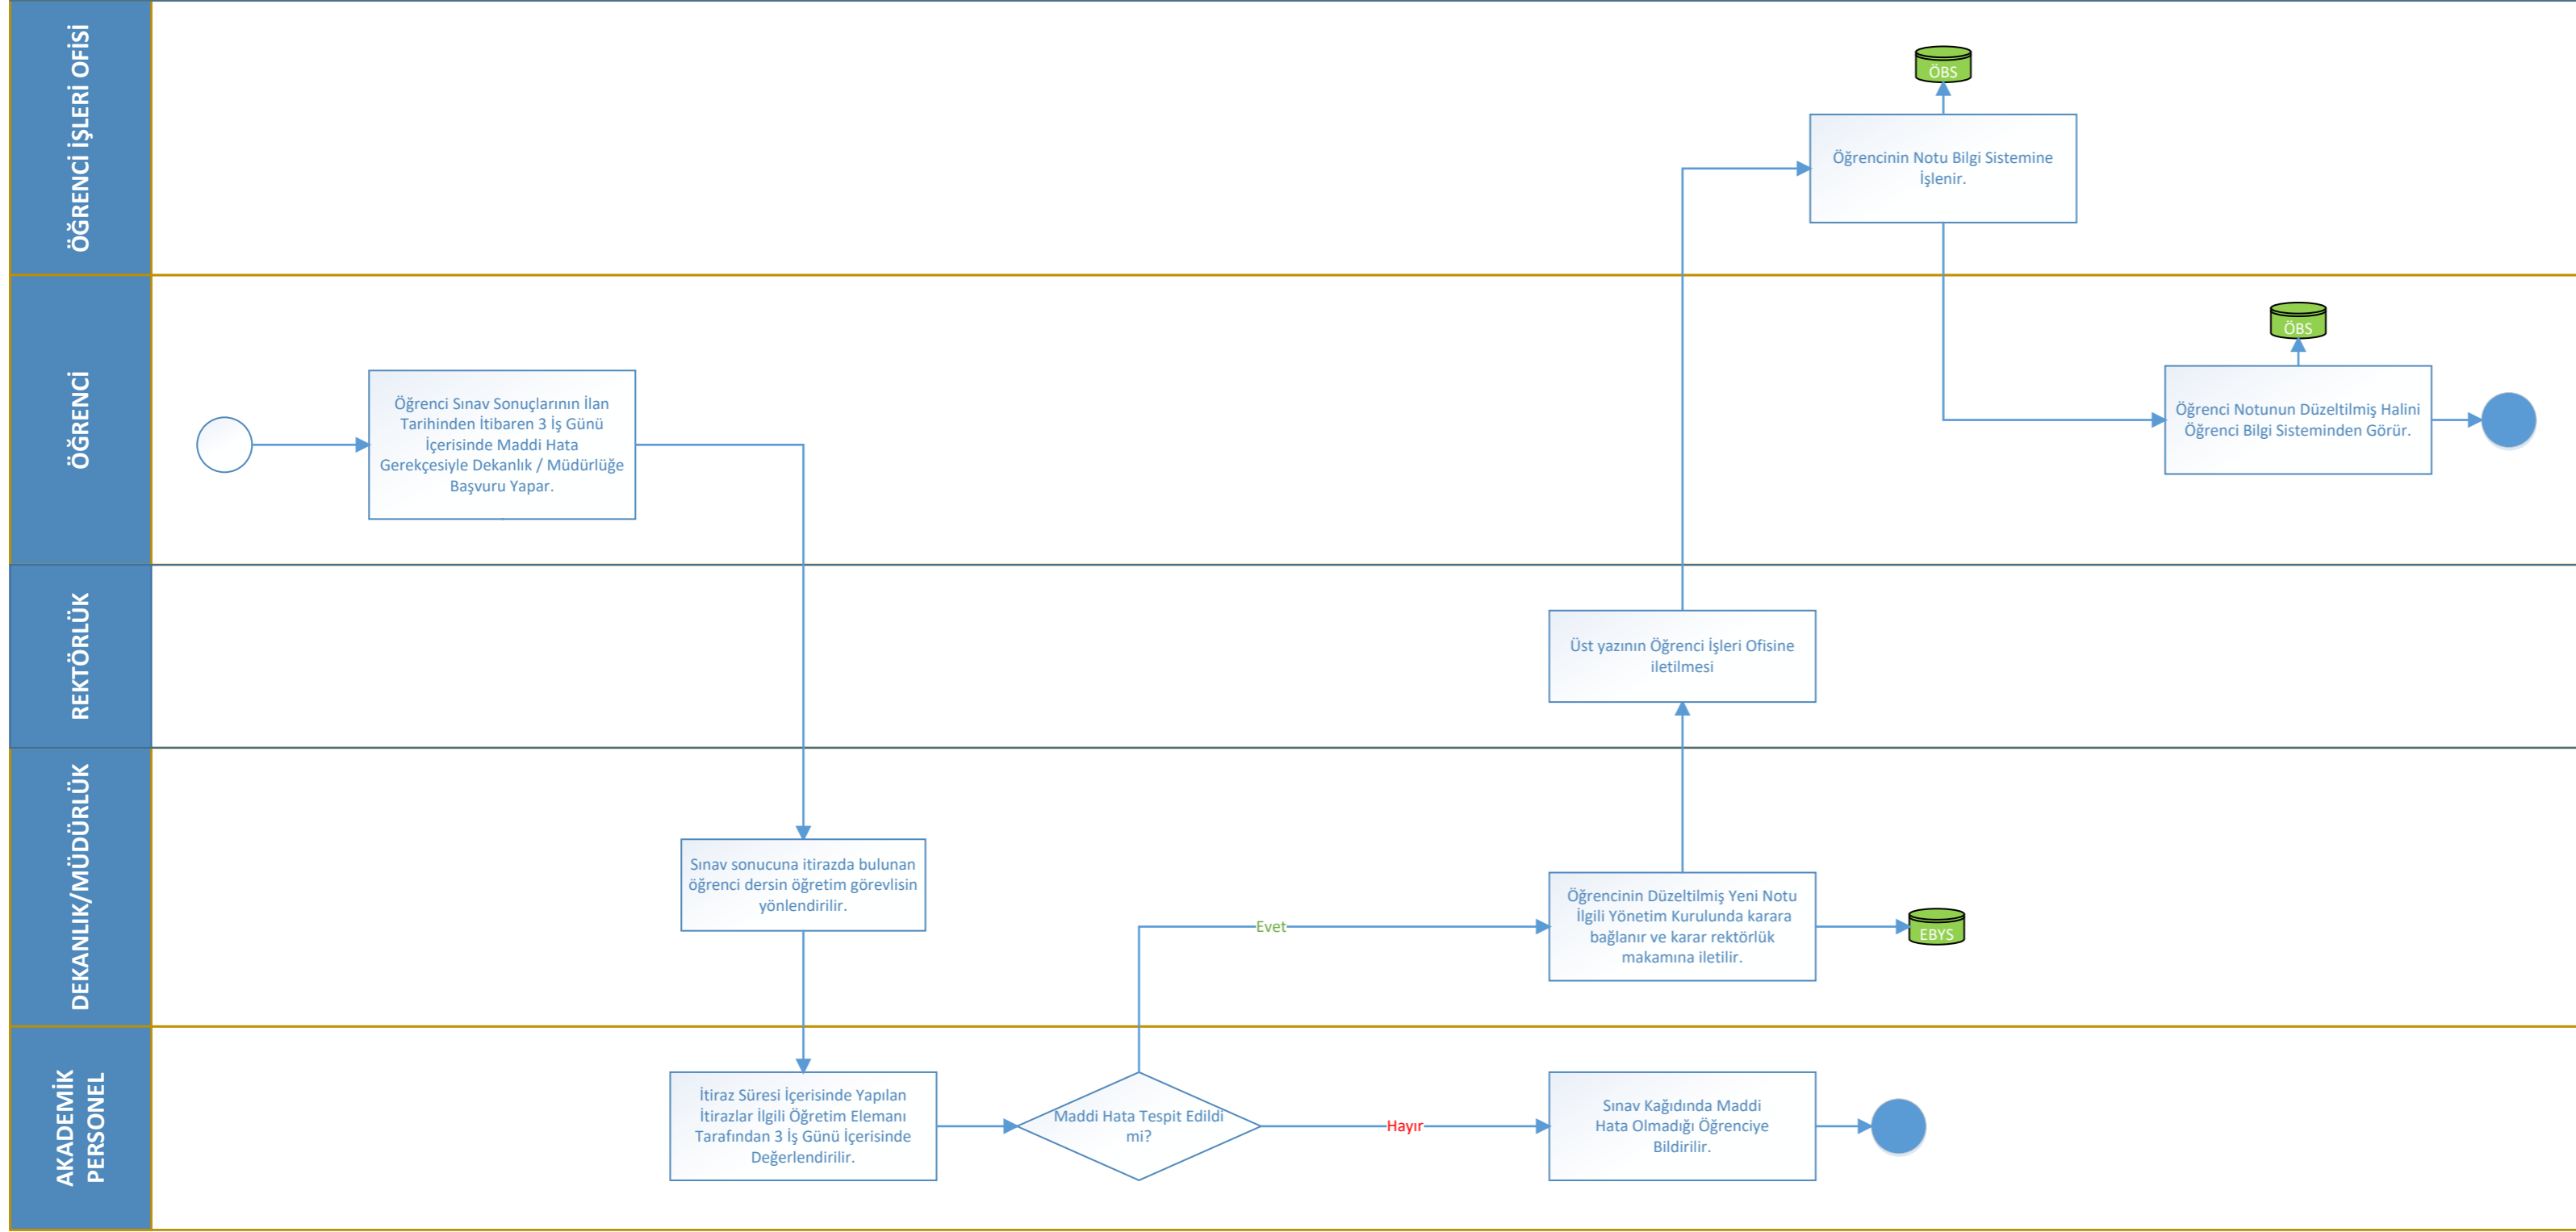 ÖĞRENCİ İŞLERİ OFİSİ
ÖBS
Öğrencinin Notu Bilgi Sistemine
İşlenir.
ÖĞRENCİ
Öğrenci Sınav Sonuçlarının İlan
Tarihinden İtibaren 3 İş Günü
İçerisinde Maddi Hata
Gerekçesiyle Dekanlık / Müdürlüğe
Başvuru Yapar.
ÖBS
Öğrenci Notunun Düzeltilmiş Halini
Öğrenci Bilgi Sisteminden Görür.
REKTÖRLÜK
Üst yazının Öğrenci İşleri Ofisine
iletilmesi
DEKANLIK/MÜDÜRLÜK
Sınav sonucuna itirazda bulunan
öğrenci dersin öğretim görevlisin
yönlendirilir.
Evet
Öğrencinin Düzeltilmiş Yeni Notu
İlgili Yönetim Kurulunda karara
bağlanır ve karar rektörlük
makamına iletilir.
EBYS
AKADEMİK
PERSONEL
İtiraz Süresi İçerisinde Yapılan
İtirazlar İlgili Öğretim Elemanı
Tarafından 3 İş Günü İçerisinde
Değerlendirilir.
Maddi Hata Tespit Edildi
mi?
Hayır
Sınav Kağıdında Maddi
Hata Olmadığı Öğrenciye
Bildirilir.